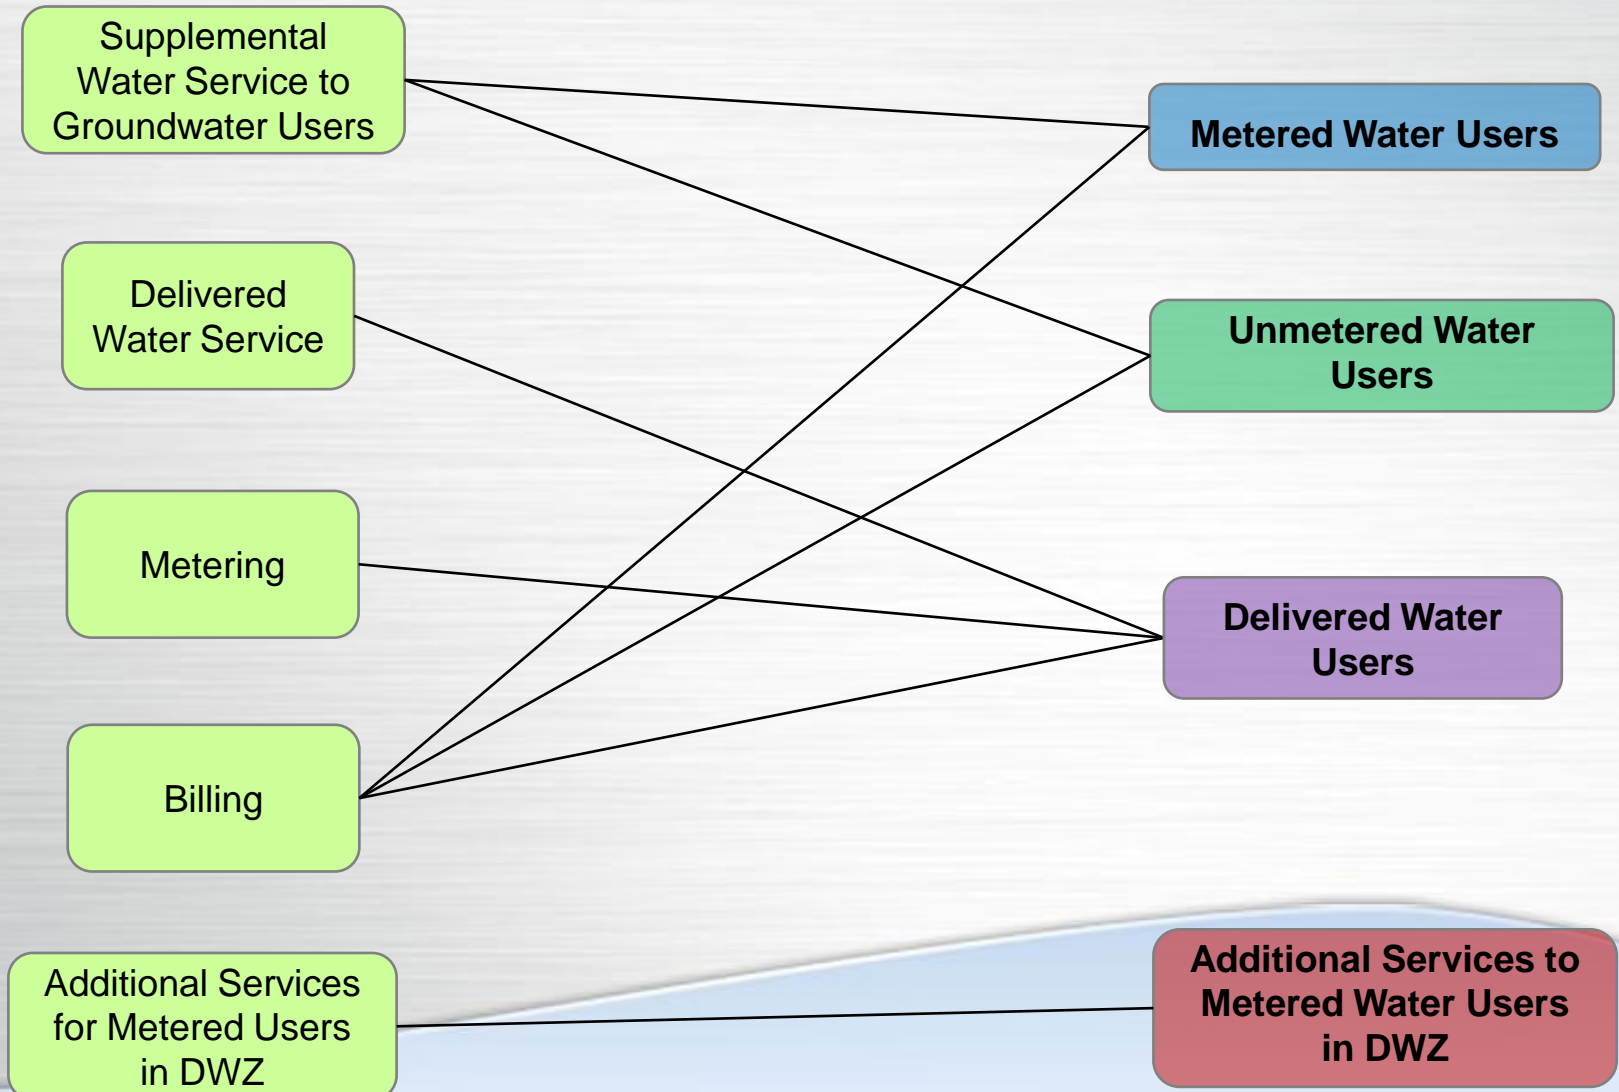 Supplemental
Water Service to
Groundwater Users
Metered Water Users
Delivered
Water Service
Unmetered Water
Users
Metering
Delivered Water
Users
Billing
Additional Services
for Metered Users
in DWZ
Additional Services to
Metered Water Users
in DWZ